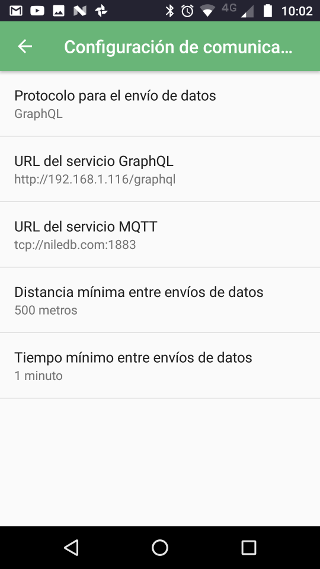 4G 10:02
Configuración de comunica...
Protocolo para el envío de datos
GraphQL
URL del servicio GraphQL
http://192.168.1.116/graphql
URL del servicio MQTT
tcp://niledb.com:1883
Distancia mínima entre envíos de datos
500 metros
Tiempo mínimo entre envíos de datos
1 minuto